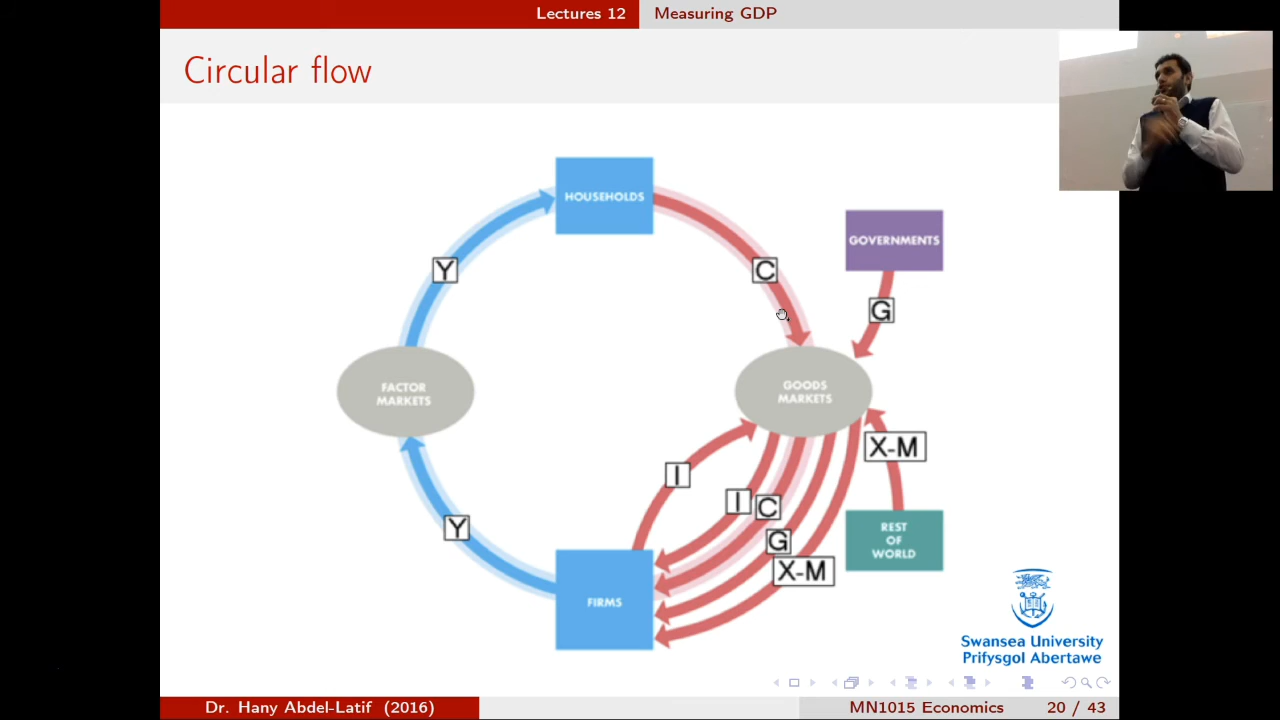 Lectures 12 Measuring GDP
Circular flow
HOUSEHOLDS
GOVERNMENTS
Y
C
G
FACTOR
MARKETS
GOODS
MARKETS
X-M
I
I
C
Y
G
X-M
REST
OF
WORLD
FIRMS
Swansea University
Prifysgol Abertawe
Dr. Hany Abdel-Latif (2016) MN1015 Economics 20 / 43